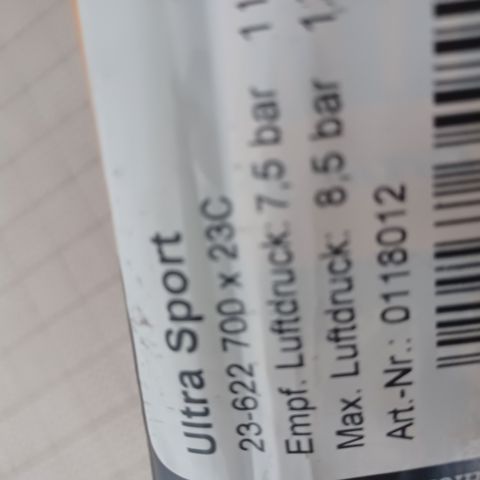 Ultra Sport
23-622 700 x 23C
Empf. Luftdruck: 7,5 bar 1
Max. Luftdruck: 8,5 bar
Art.-Nr.: 0118012